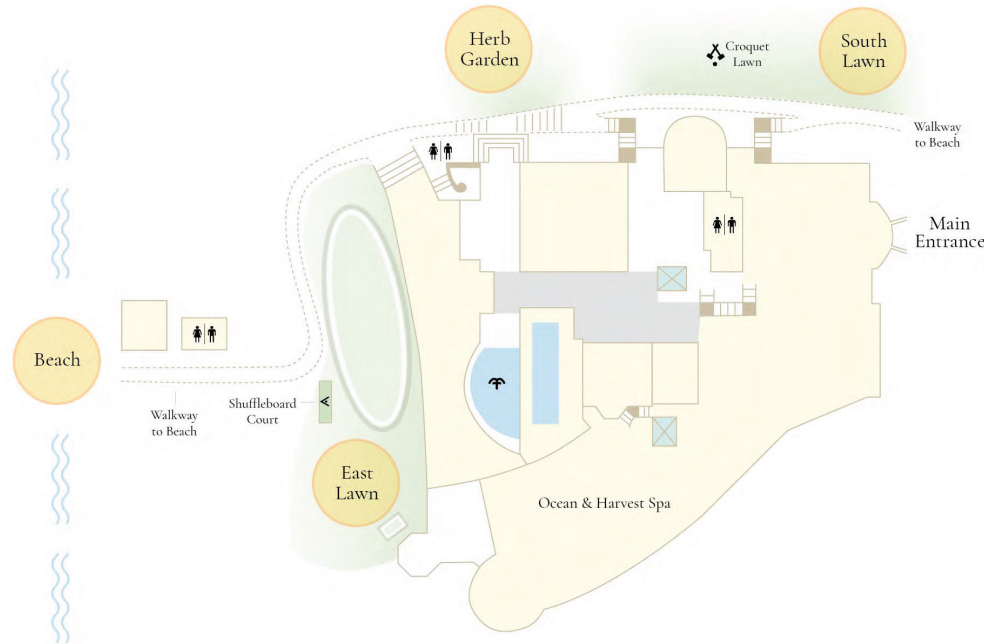 Herb
Garden
Croquet
Lawn
South
Lawn
Walkway
to Beach
Main
Entrance
Beach
Walkway
to Beach
Shuffleboard
Court
East
Lawn
Ocean & Harvest Spa